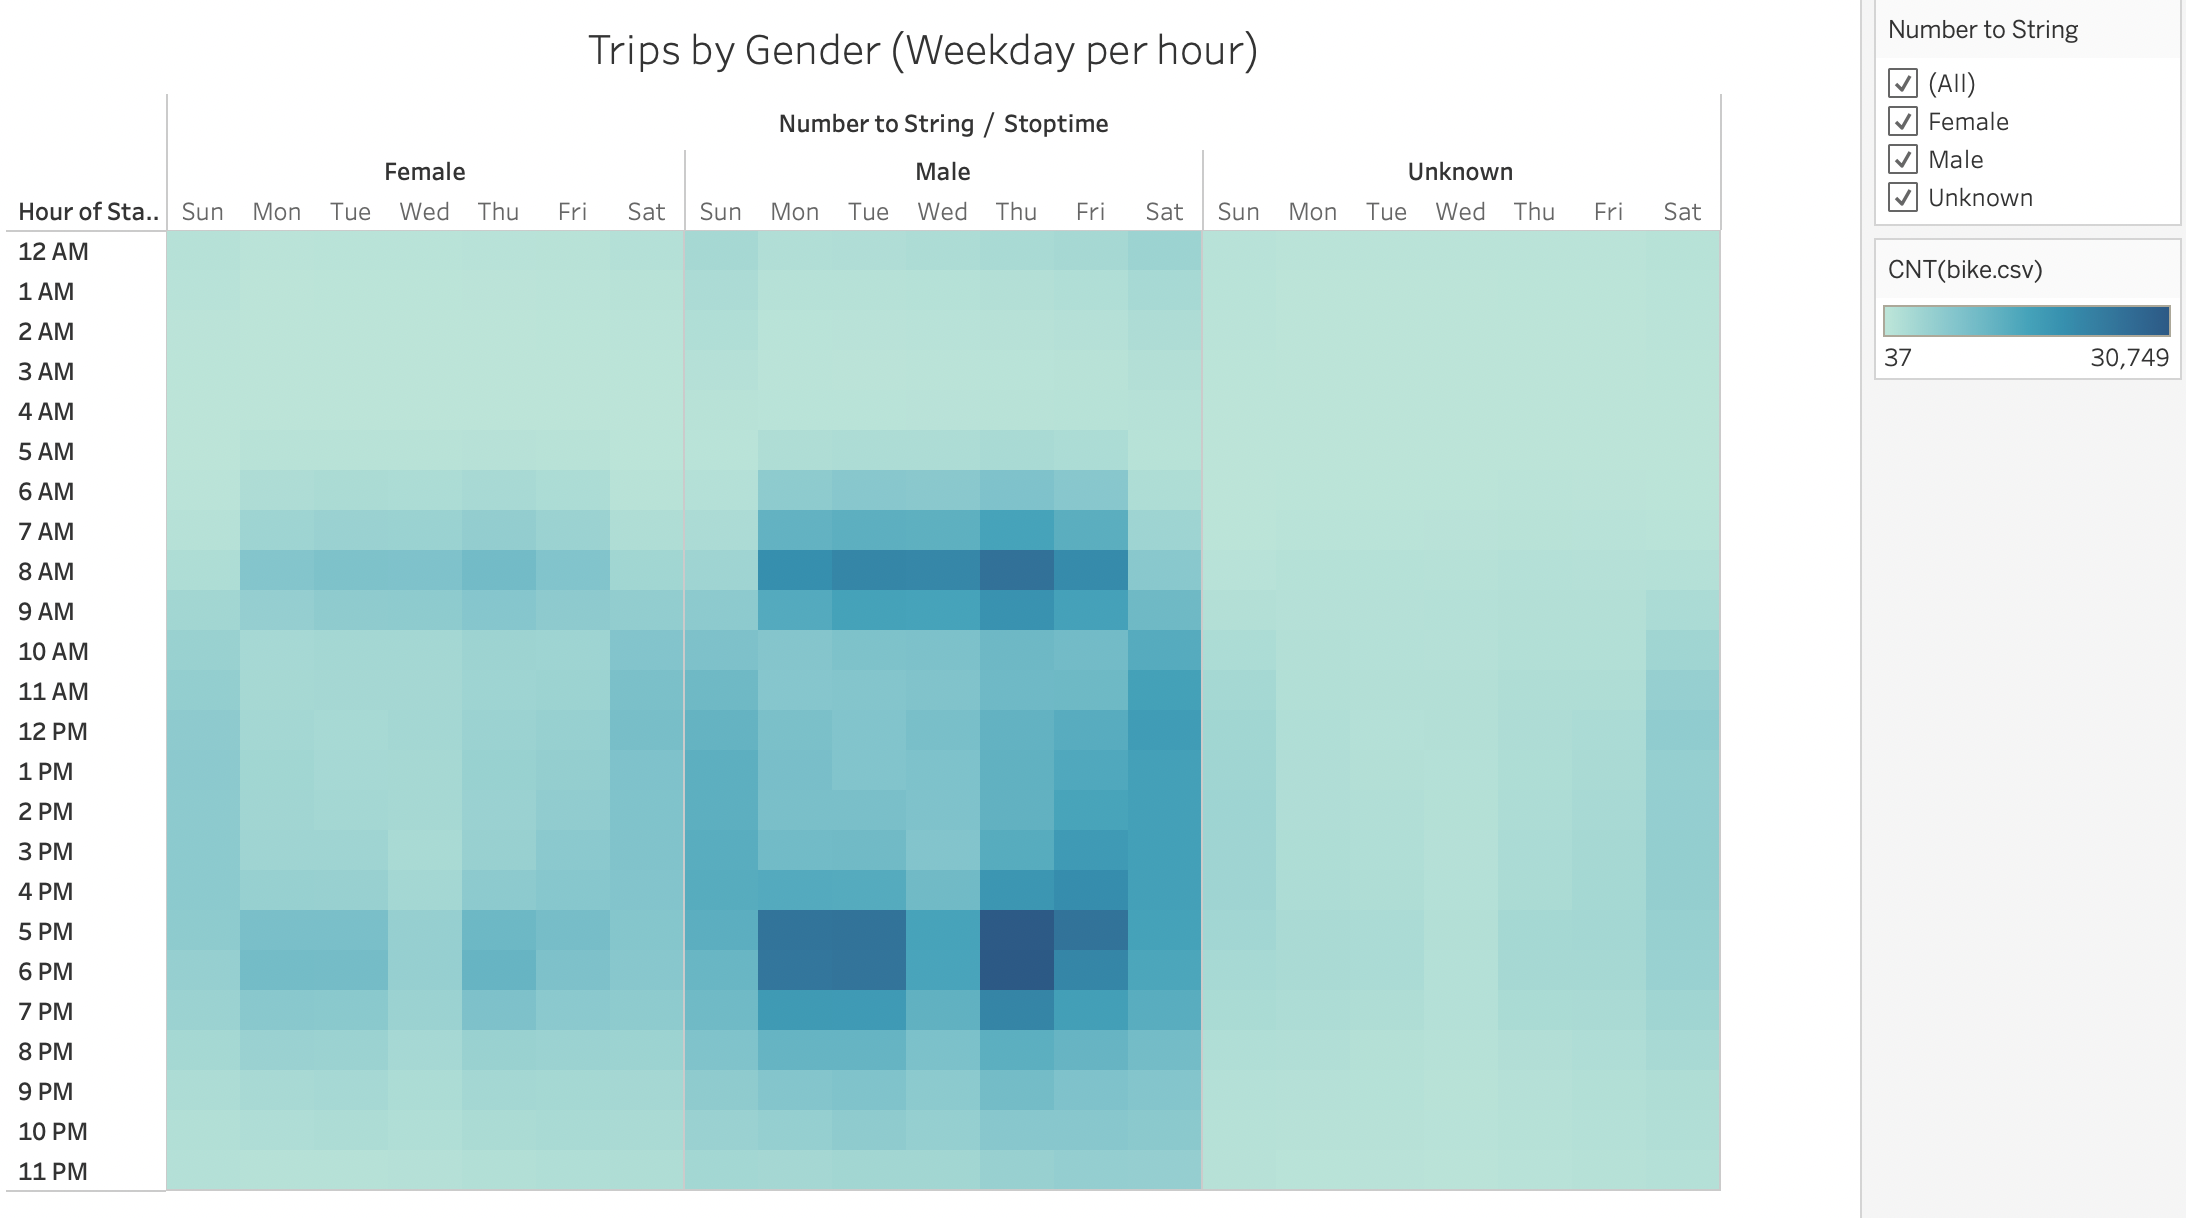 Trips by Gender (Weekday per hour)
Number to String / Stoptime
Female Male Unknown
Hour of Sta.. Sun Mon Tue Wed Thu Fri Sat Sun Mon Tue Wed Thu Fri Sat Sun Mon Tue Wed Thu Fri Sat
12 AM
1 AM
2 AM
3 AM
4 AM
5 AM
6 AM
7 AM
8 AM
9 AM
10 AM
11 AM
12 PM
1 PM
2 PM
3 PM
4 PM
5 PM
6 PM
7 PM
8 PM
9 PM
10 PM
11 PM
Number to String
(All)
Female
Male
Unknown
CNT(bike.csv)
37 30,749